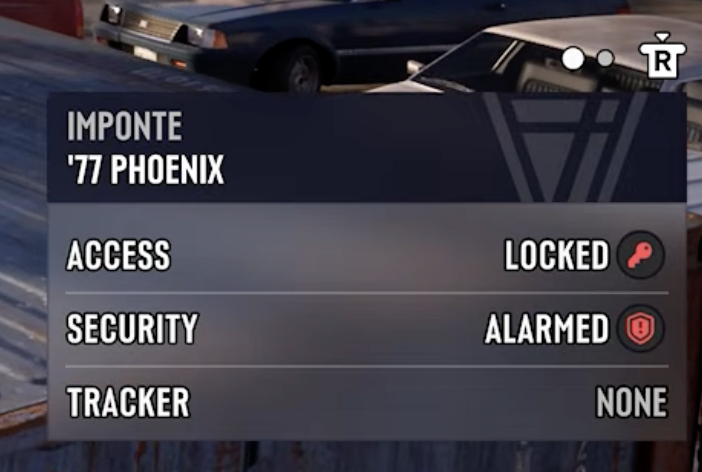 R
IMPONTE
'77 PHOENIX
ACCESS LOCKED
SECURITY ALARMED
TRACKER NONE